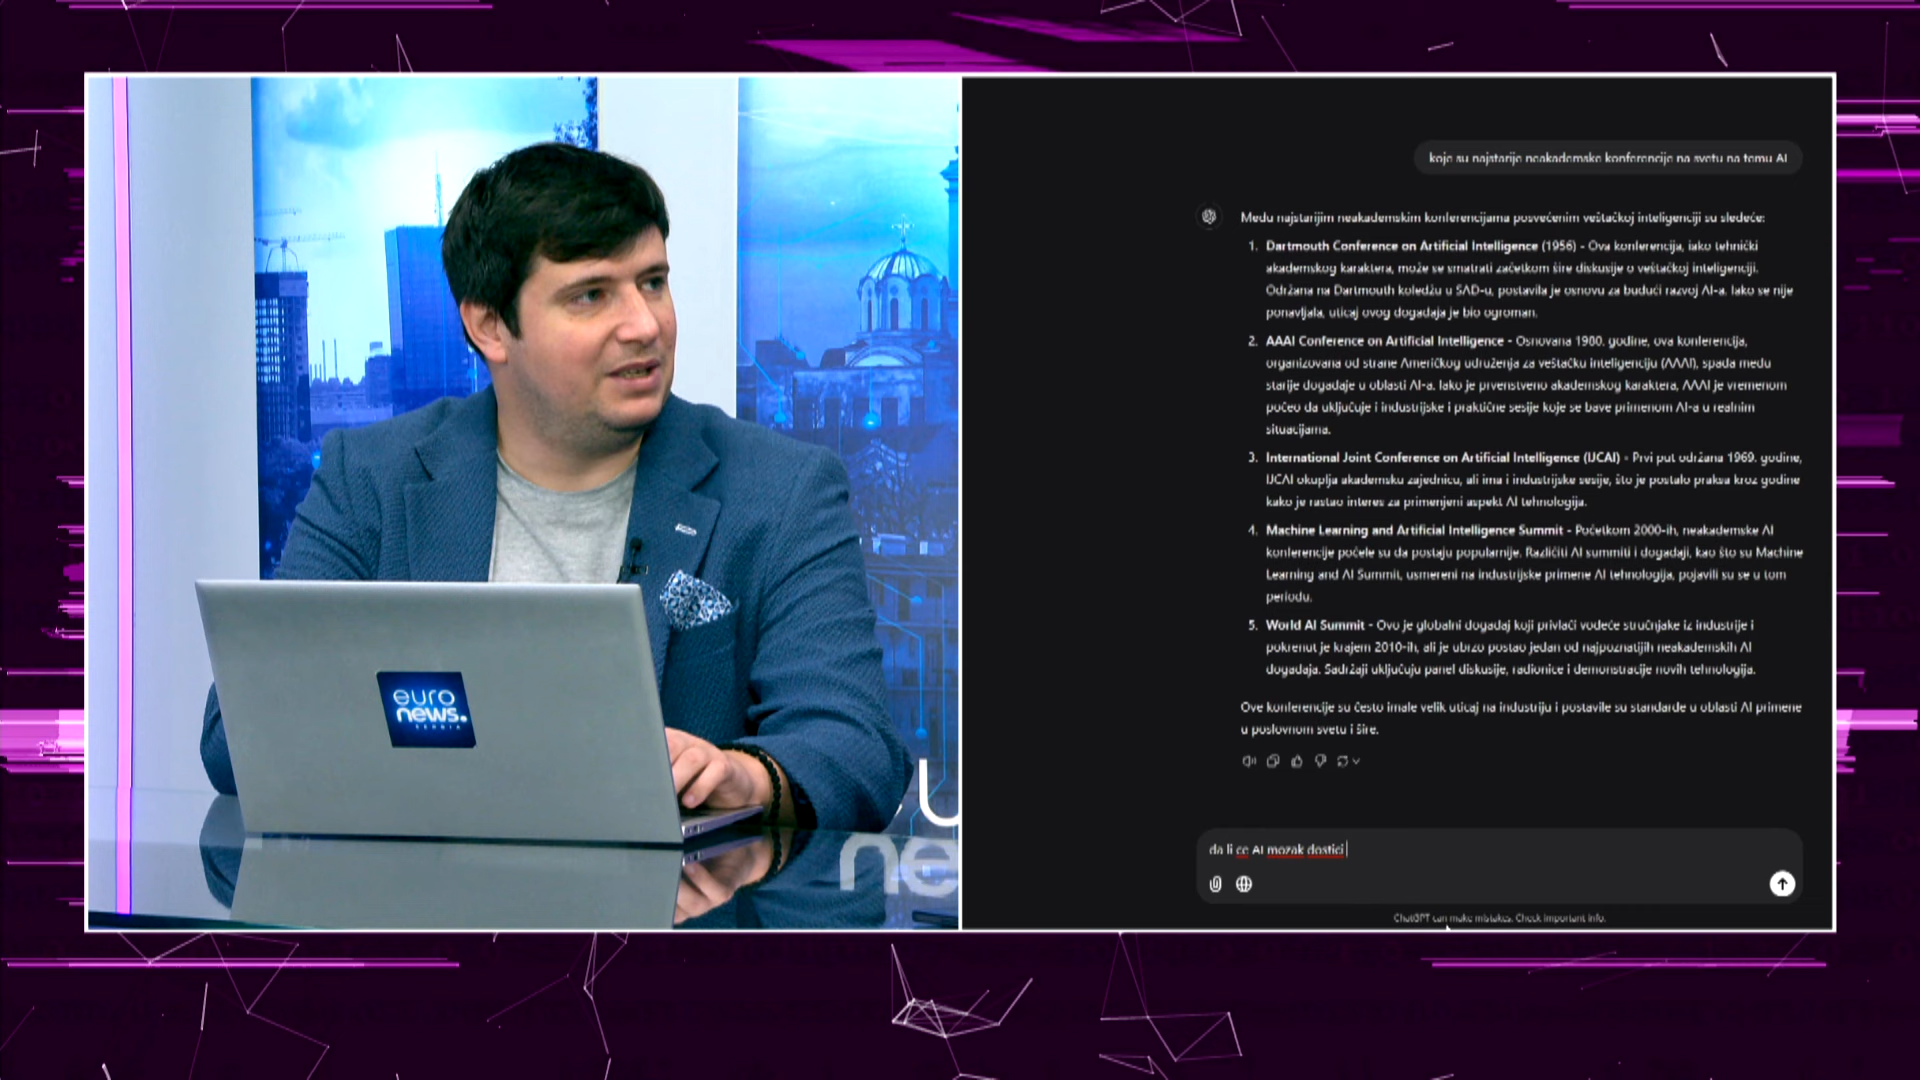 euro
news.
SERBIA
ne
koje su najstarije neakademske konferencije na svetu na temu AI
Među najstarijim neakademskim konferencijama posvećenim veštačkoj inteligenciji su sledeće:
1. Dartmouth Conference on Artificial Intelligence (1956) - Ova konferencija, iako tehnički
akademskog karaktera, može se smatrati začetkom šire diskusije o veštačkoj inteligenciji.
Održana na Dartmouth koledžu u SAD-u, postavila je osnovu za budući razvoj AI-a. Iako se nije
ponavljala, uticaj ovog događaja je bio ogroman.
2. AAAI Conference on Artificial Intelligence - Osnovana 1980. godine, ova konferencija,
organizovana od strane Američkog udruženja za veštačku inteligenciju (AAAI), spada među
starije događaje u oblasti AI-a. Iako je prvenstveno akademskog karaktera, AAAI je vremenom
počeo da uključuje i industrijske i praktične sesije koje se bave primenom AI-a u realnim
situacijama.
3. International Joint Conference on Artificial Intelligence (IJCAI) - Prvi put održana 1969. godine,
IJCAI okuplja akademsku zajednicu, ali ima i industrijske sesije, što je postalo praksa kroz godine
kako je rastao interes za primenjeni aspekt AI tehnologija.
4. Machine Learning and Artificial Intelligence Summit - Početkom 2000-ih, neakademske AI
konferencije počele su da postaju popularnije. Različiti AI summiti i događaji, kao što su Machine
Learning and AI Summit, usmereni na industrijske primene AI tehnologija, pojavili su se u tom
periodu.
5. World AI Summit - Ovo je globalni događaj koji privlači vodeće stručnjake iz industrije i
pokrenut je krajem 2010-ih, ali je ubrzo postao jedan od najpoznatijih neakademskih AI
događaja. Sadržaji uključuju panel diskusije, radionice i demonstracije novih tehnologija.
Ove konferencije su često imale velik uticaj na industriju i postavile su standarde u oblasti AI primene
u poslovnom svetu i šire.
da li ce AI mozak dostici
ChatGPT can make mistakes. Check important info.